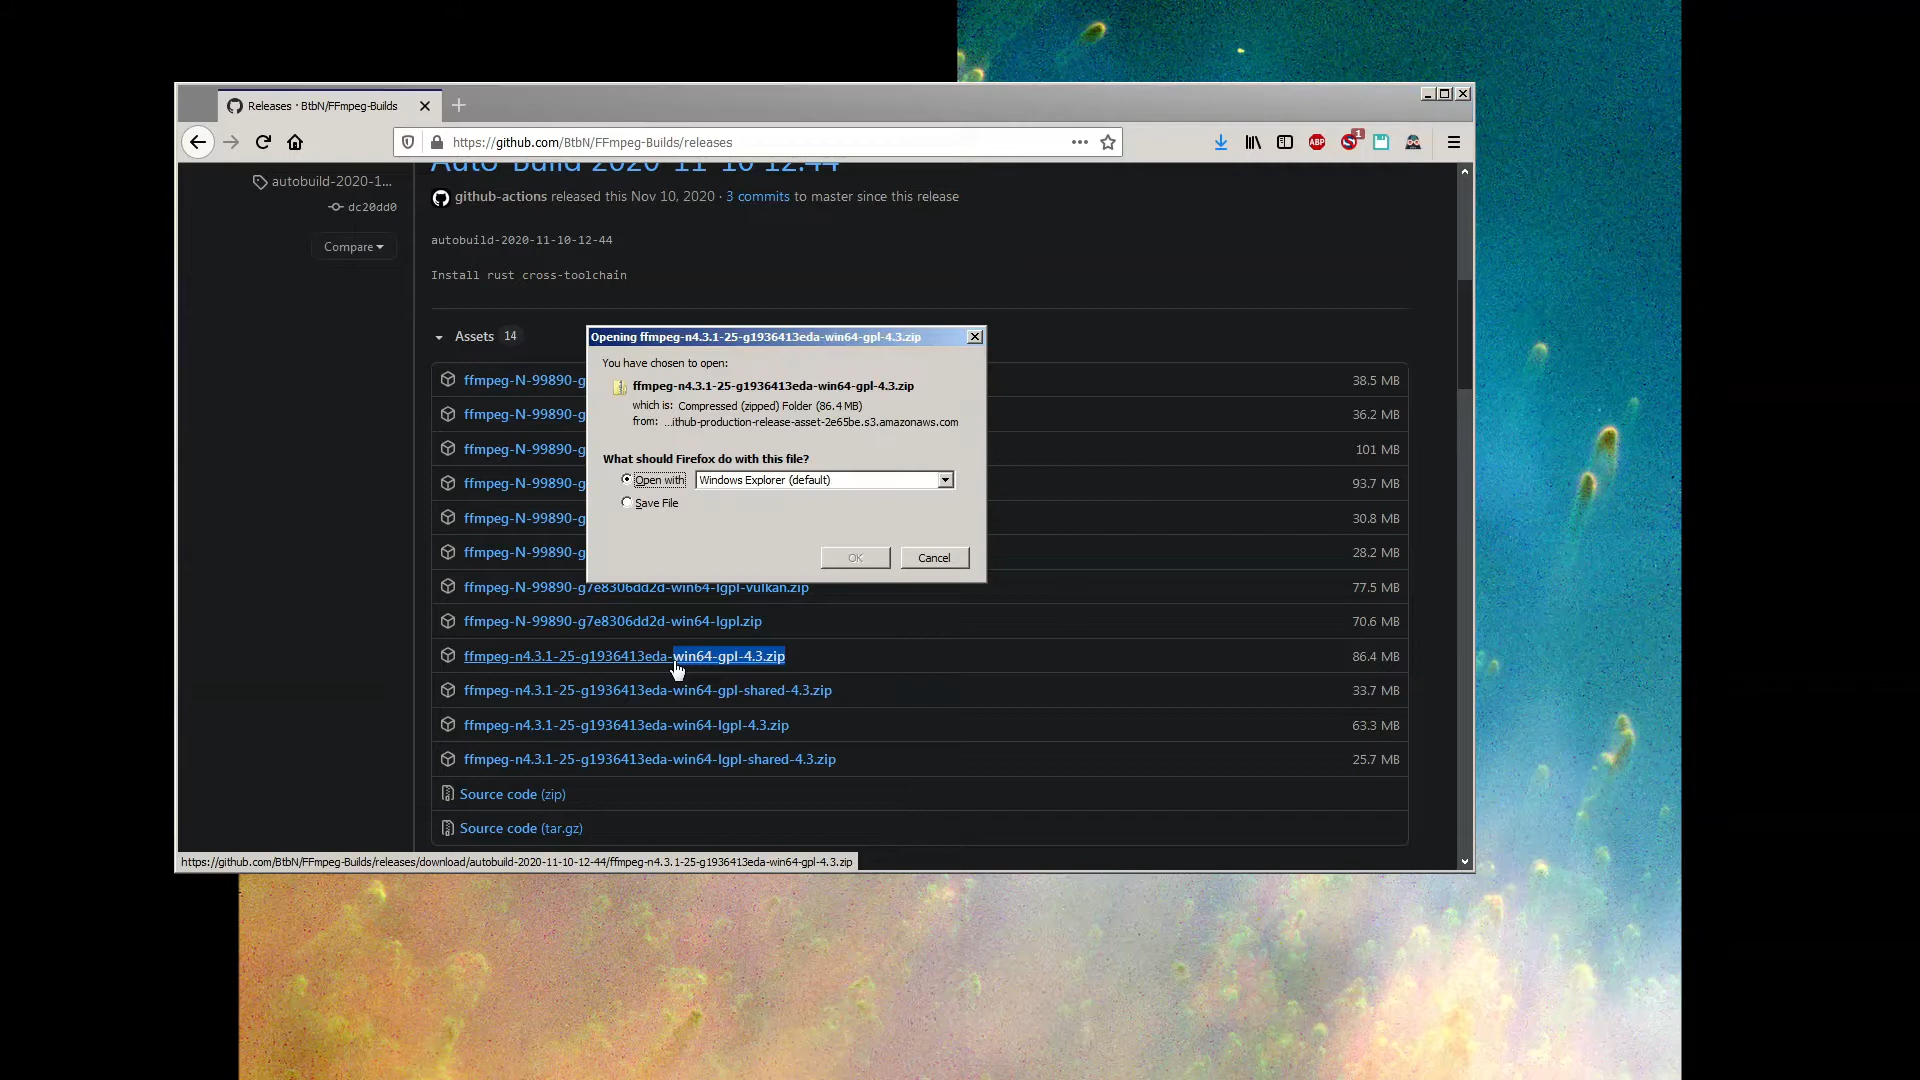 Releases · BtbN/FFmpeg-Builds
https://github.com/BtbN/FFmpeg-Builds/releases
ABP
1
Auto-Build 2020-11-10 12:44
autobuild-2020-1...
dc20dd0
Compare
github-actions released this Nov 10, 2020 · 3 commits to master since this release
autobuild-2020-11-10-12-44
Install rust cross-toolchain
Assets 14
Opening ffmpeg-n4.3.1-25-g1936413eda-win64-gpl-4.3.zip
You have chosen to open:
ffmpeg-n4.3.1-25-g1936413eda-win64-gpl-4.3.zip
which is: Compressed (zipped) Folder (86.4 MB)
from: ...ithub-production-release-asset-2e65be.s3.amazonaws.com
What should Firefox do with this file?
Open with Windows Explorer (default)
Save File
OK Cancel
ffmpeg-N-99890-g 38.5 MB
ffmpeg-N-99890-g 36.2 MB
ffmpeg-N-99890-g 101 MB
ffmpeg-N-99890-g 93.7 MB
ffmpeg-N-99890-g 30.8 MB
ffmpeg-N-99890-g 28.2 MB
ffmpeg-N-99890-g7e8306dd2d-win64-lgpl-vulkan.zip 77.5 MB
ffmpeg-N-99890-g7e8306dd2d-win64-lgpl.zip 70.6 MB
ffmpeg-n4.3.1-25-g1936413eda-win64-gpl-4.3.zip 86.4 MB
ffmpeg-n4.3.1-25-g1936413eda-win64-gpl-shared-4.3.zip 33.7 MB
ffmpeg-n4.3.1-25-g1936413eda-win64-lgpl-4.3.zip 63.3 MB
ffmpeg-n4.3.1-25-g1936413eda-win64-lgpl-shared-4.3.zip 25.7 MB
Source code (zip)
Source code (tar.gz)
https://github.com/BtbN/FFmpeg-Builds/releases/download/autobuild-2020-11-10-12-44/ffmpeg-n4.3.1-25-g1936413eda-win64-gpl-4.3.zip